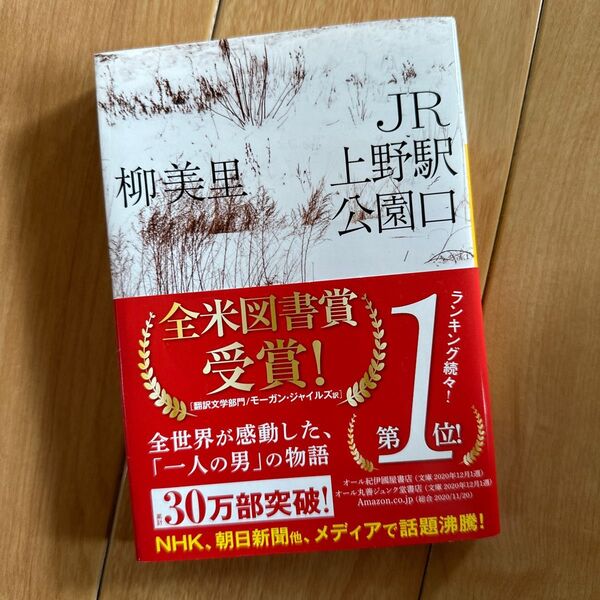 JR
上野駅
公園口
柳美里
全米図書賞
受賞!
[翻訳文学部門/モーガン・ジャイルズ訳]
全世界が感動した、
「一人の男」の物語
累計30万部突破!
ランキング続々!
第1位!
オール紀伊國屋書店(文庫 2020年12月1週)
オール丸善ジュンク堂書店(文庫 2020年12月1週)
Amazon.co.jp(総合 2020/11/20)
NHK、朝日新聞他、メディアで話題沸騰!